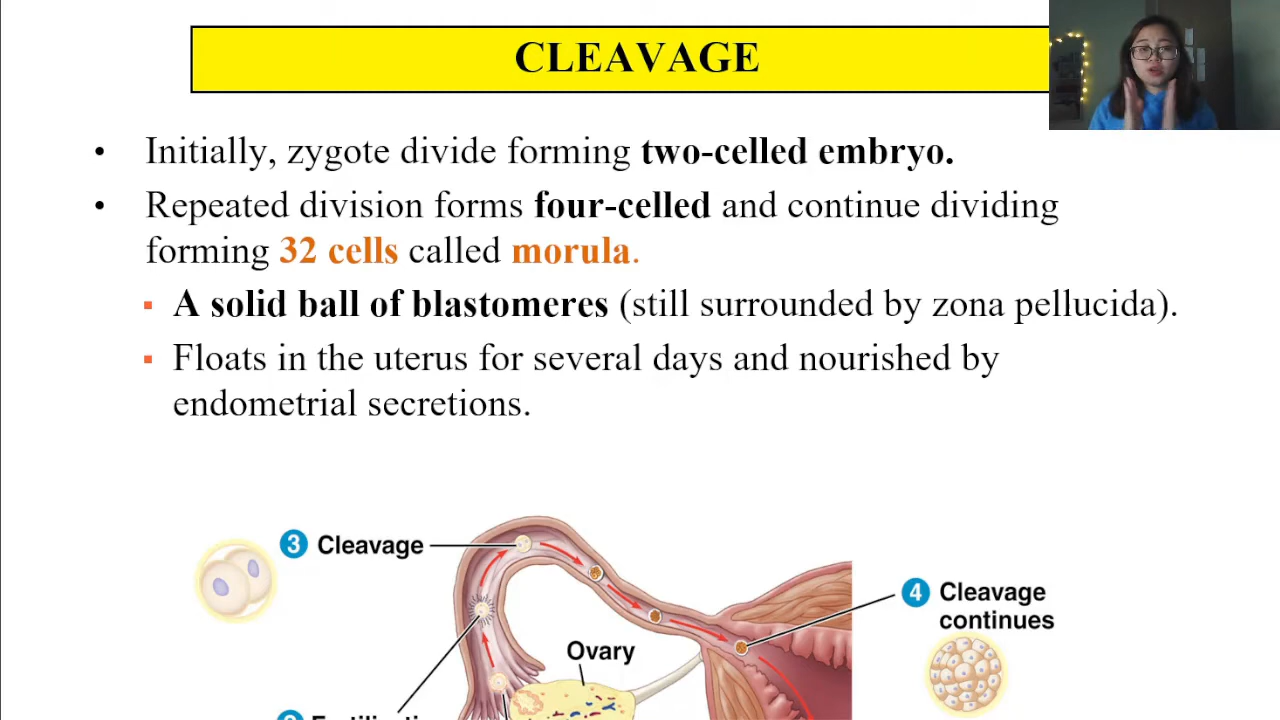 CLEAVAGE
• Initially, zygote divide forming two-celled embryo.
• Repeated division forms four-celled and continue dividing
forming 32 cells called morula.
▪ A solid ball of blastomeres (still surrounded by zona pellucida).
▪ Floats in the uterus for several days and nourished by
endometrial secretions.
3 Cleavage
4 Cleavage
continues
Ovary